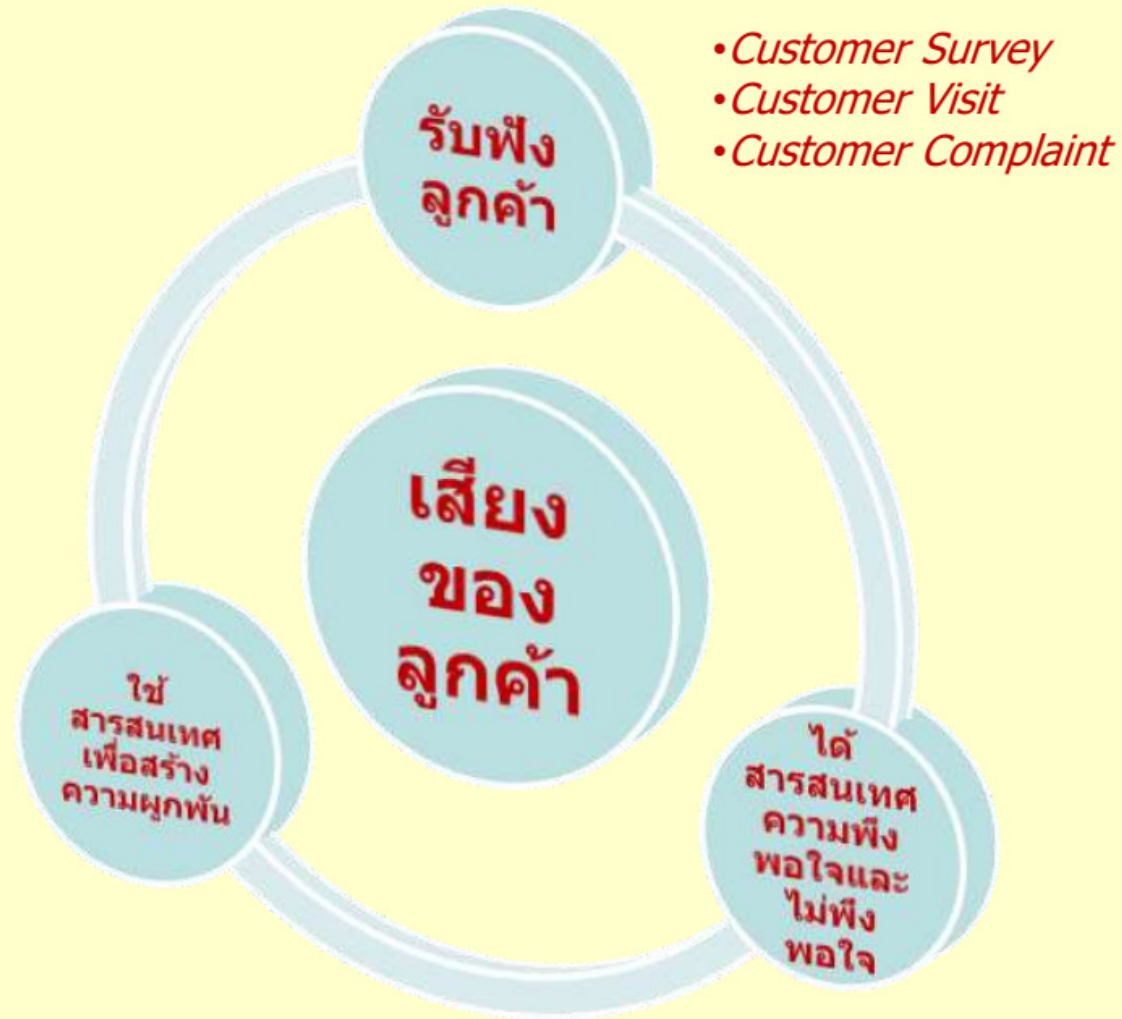 •Customer Survey
•Customer Visit
•Customer Complaint
รับฟัง
ลูกค้า
เสียง
ของ
ลูกค้า
ใช้
สารสนเทศ
เพื่อสร้าง
ความผูกพัน
ได้
สารสนเทศ
ความพึง
พอใจและ
ไม่พึง
พอใจ